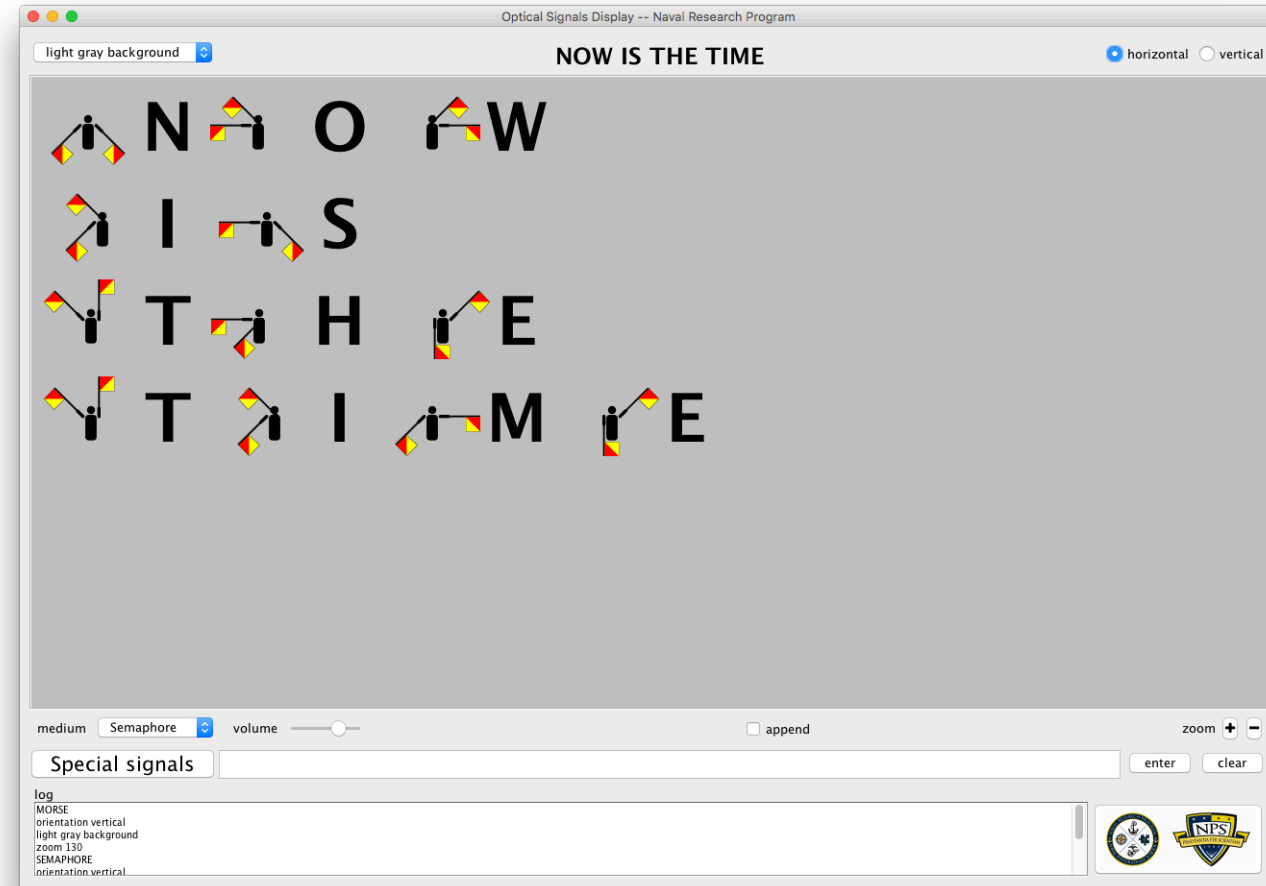 Optical Signals Display -- Naval Research Program
light gray background NOW IS THE TIME horizontal vertical
N O W
I S
T H E
T I M E
medium Semaphore volume append zoom + −
Special signals enter clear
log
MORSE
orientation vertical
light gray background
zoom 130
SEMAPHORE
orientation vertical
NPS